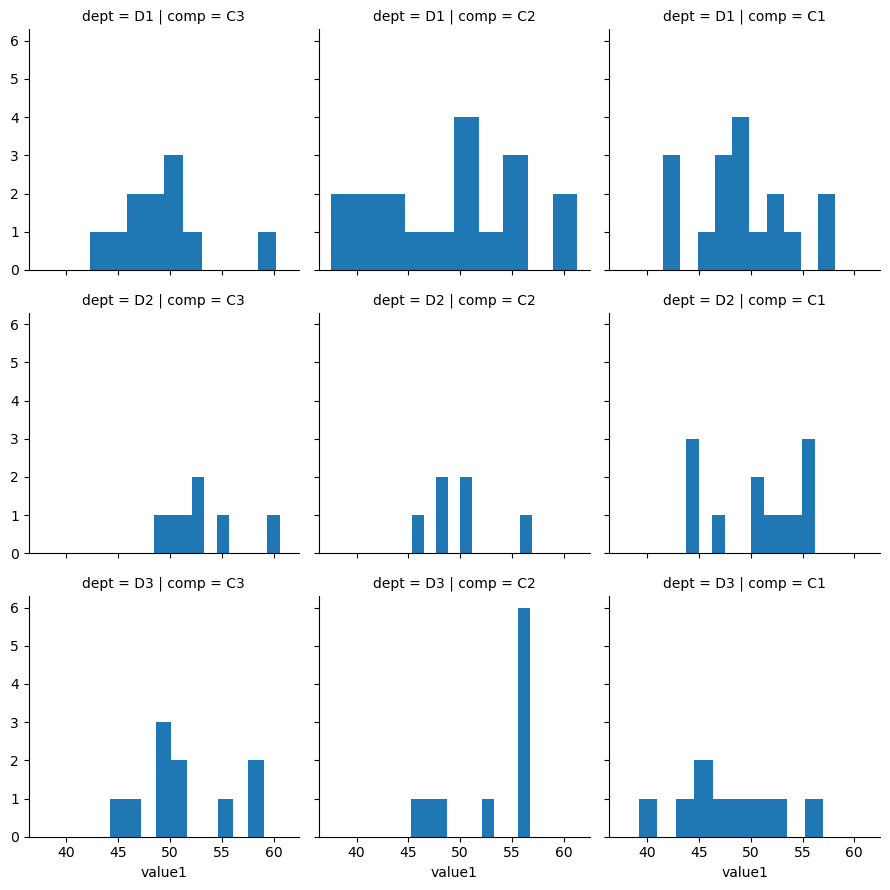 dept = D1 | comp = C3
dept = D1 | comp = C2
dept = D1 | comp = C1
6
5
4
3
2
1
0
dept = D2 | comp = C3
dept = D2 | comp = C2
dept = D2 | comp = C1
6
5
4
3
2
1
0
dept = D3 | comp = C3
dept = D3 | comp = C2
dept = D3 | comp = C1
6
5
4
3
2
1
0
40 45 50 55 60
40 45 50 55 60
40 45 50 55 60
value1
value1
value1